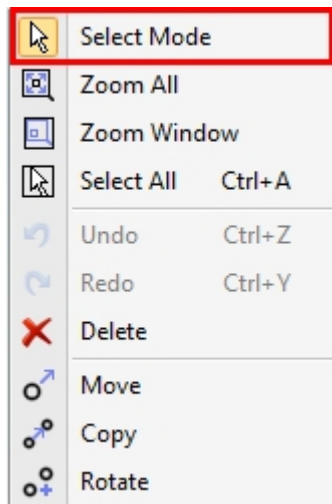 Select Mode
Zoom All
Zoom Window
Select All Ctrl+A
Undo Ctrl+Z
Redo Ctrl+Y
Delete
Move
Copy
Rotate